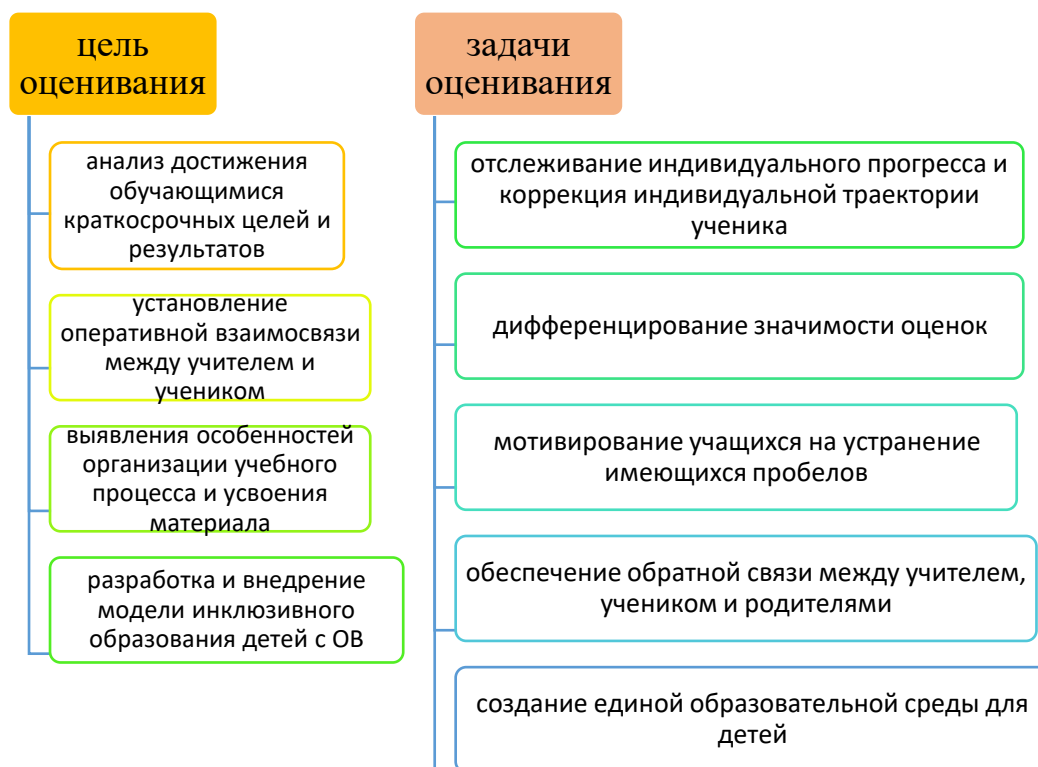 цель
оценивания
анализ достижения
обучающимися
краткосрочных целей и
результатов
установление
оперативной взаимосвязи
между учителем и
учеником
выявления особенностей
организации учебного
процесса и усвоения
материала
разработка и внедрение
модели инклюзивного
образования детей с ОВ
задачи
оценивания
отслеживание индивидуального прогресса и
коррекция индивидуальной траектории
ученика
дифференцирование значимости оценок
мотивирование учащихся на устранение
имеющихся пробелов
обеспечение обратной связи между учителем,
учеником и родителями
создание единой образовательной среды для
детей